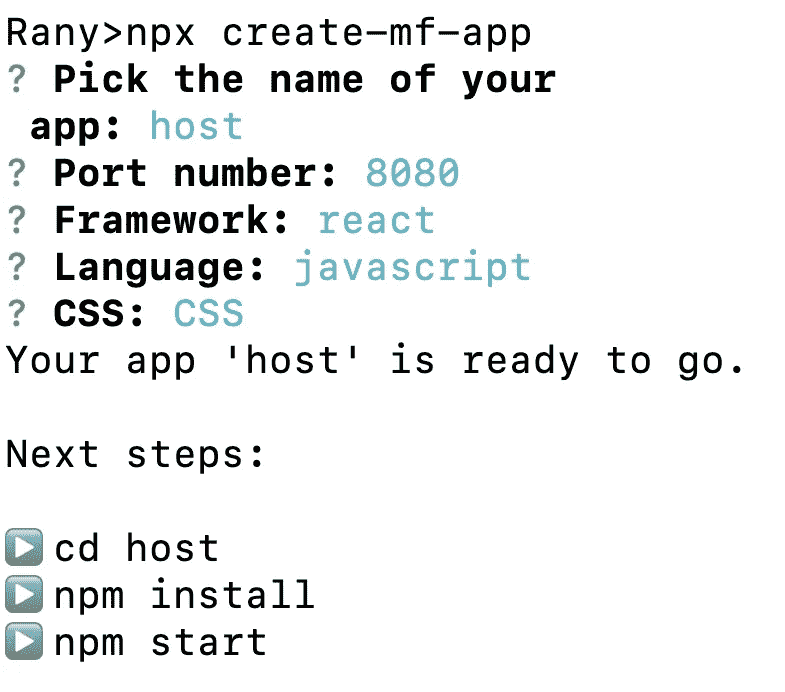 Rany>npx create-mf-app
? Pick the name of your
app: host
? Port number: 8080
? Framework: react
? Language: javascript
? CSS: CSS
Your app 'host' is ready to go.
Next steps:
▶️ cd host
▶️ npm install
▶️ npm start